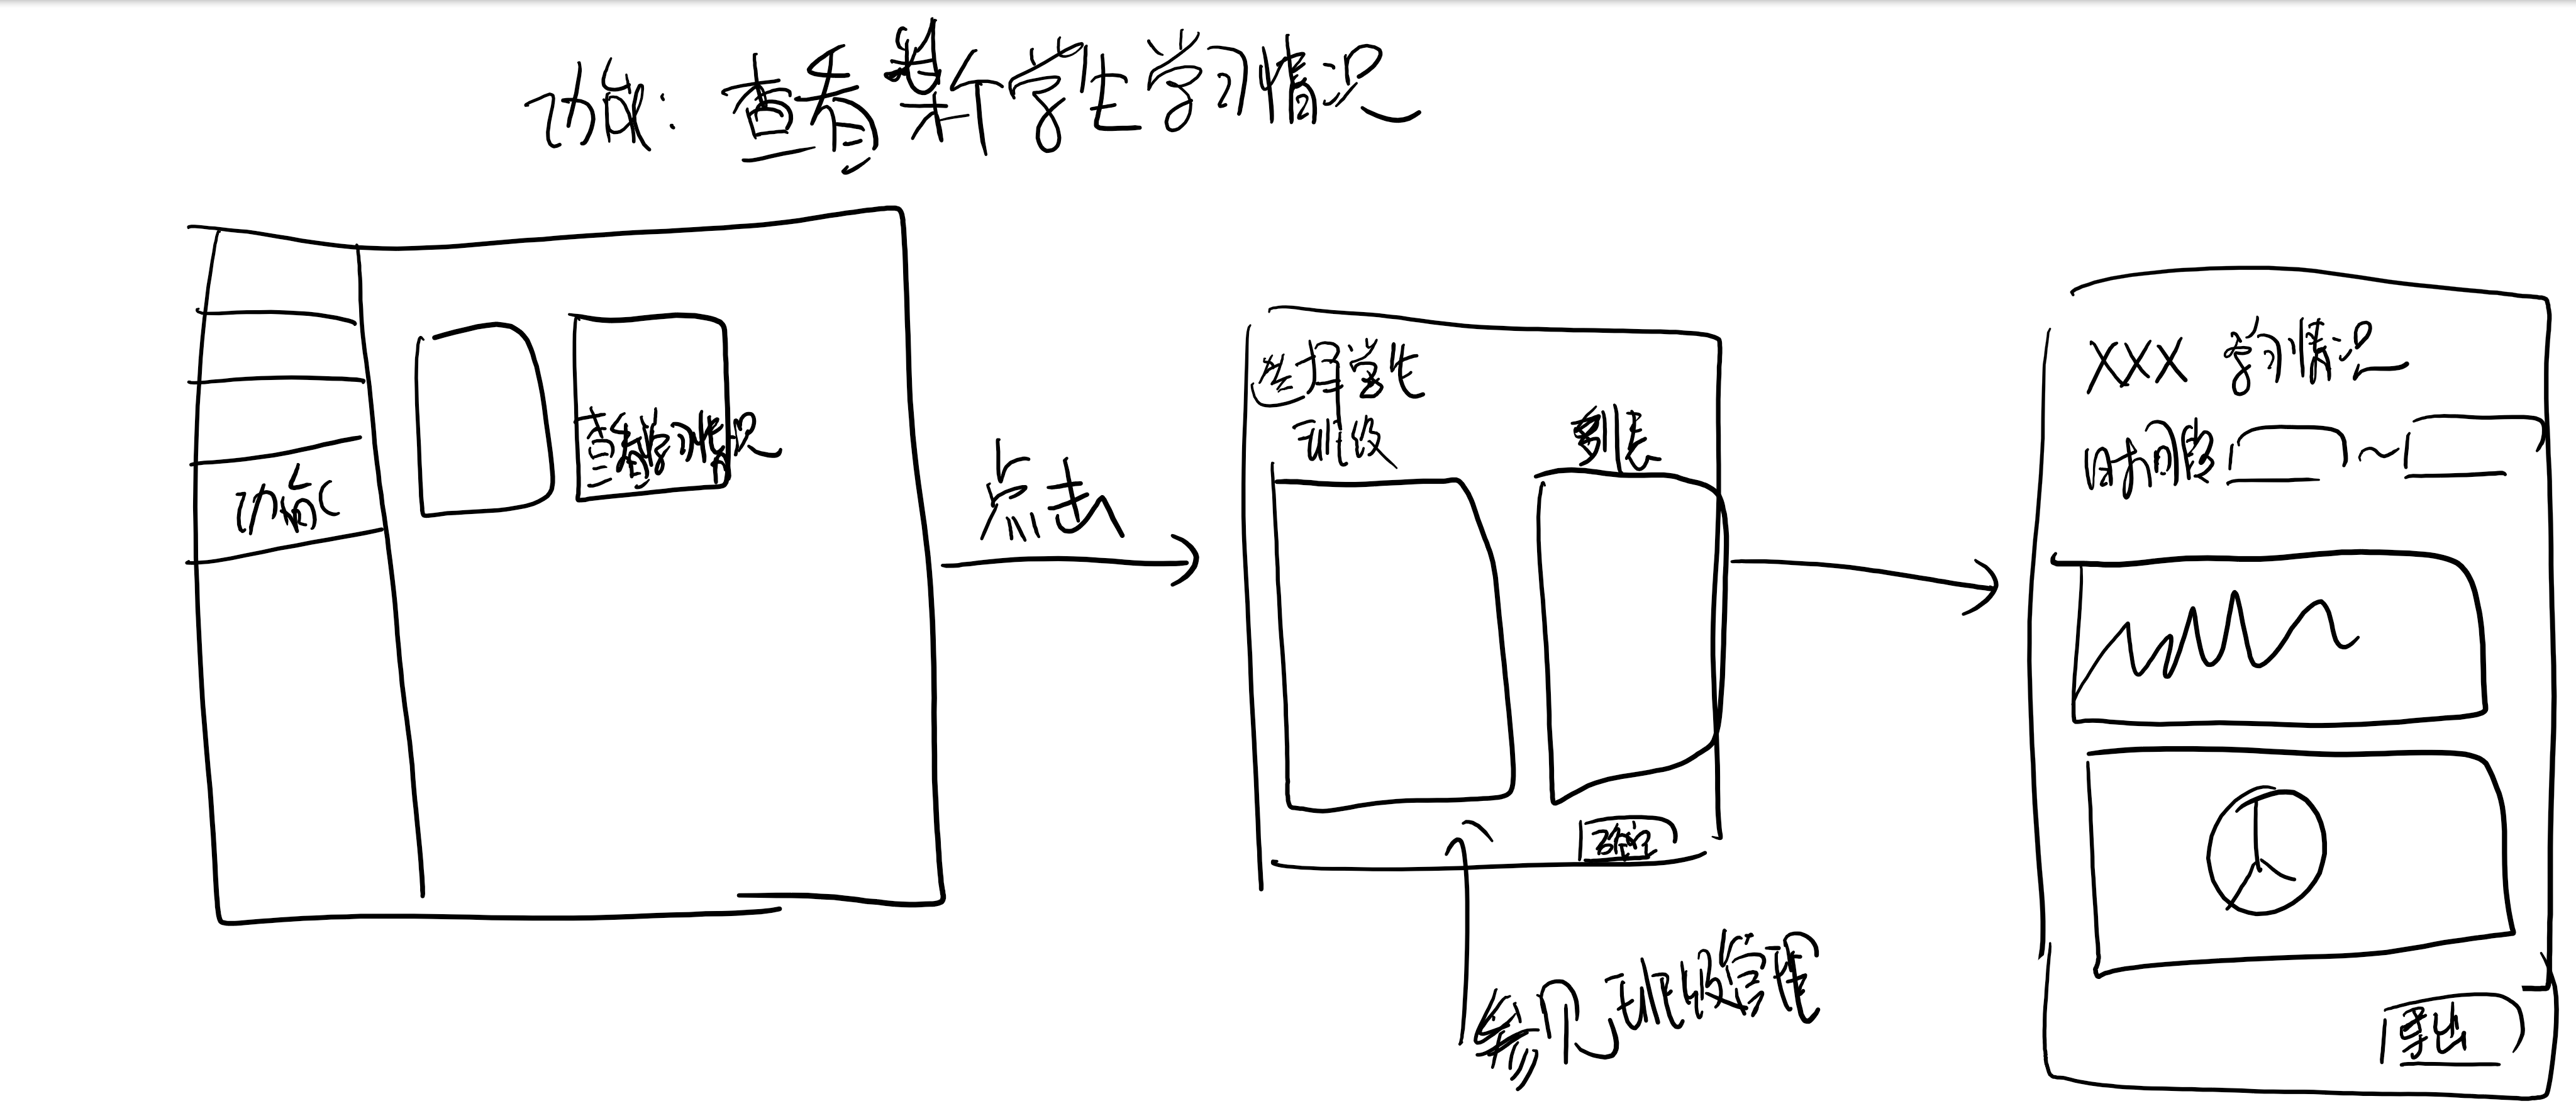 功能：查看某个学生学习情况
功能
查看学习情况
点击
选择学生
班级
列表
确定
参见班级管理
XXX 学习情况
时间段 ~
导出